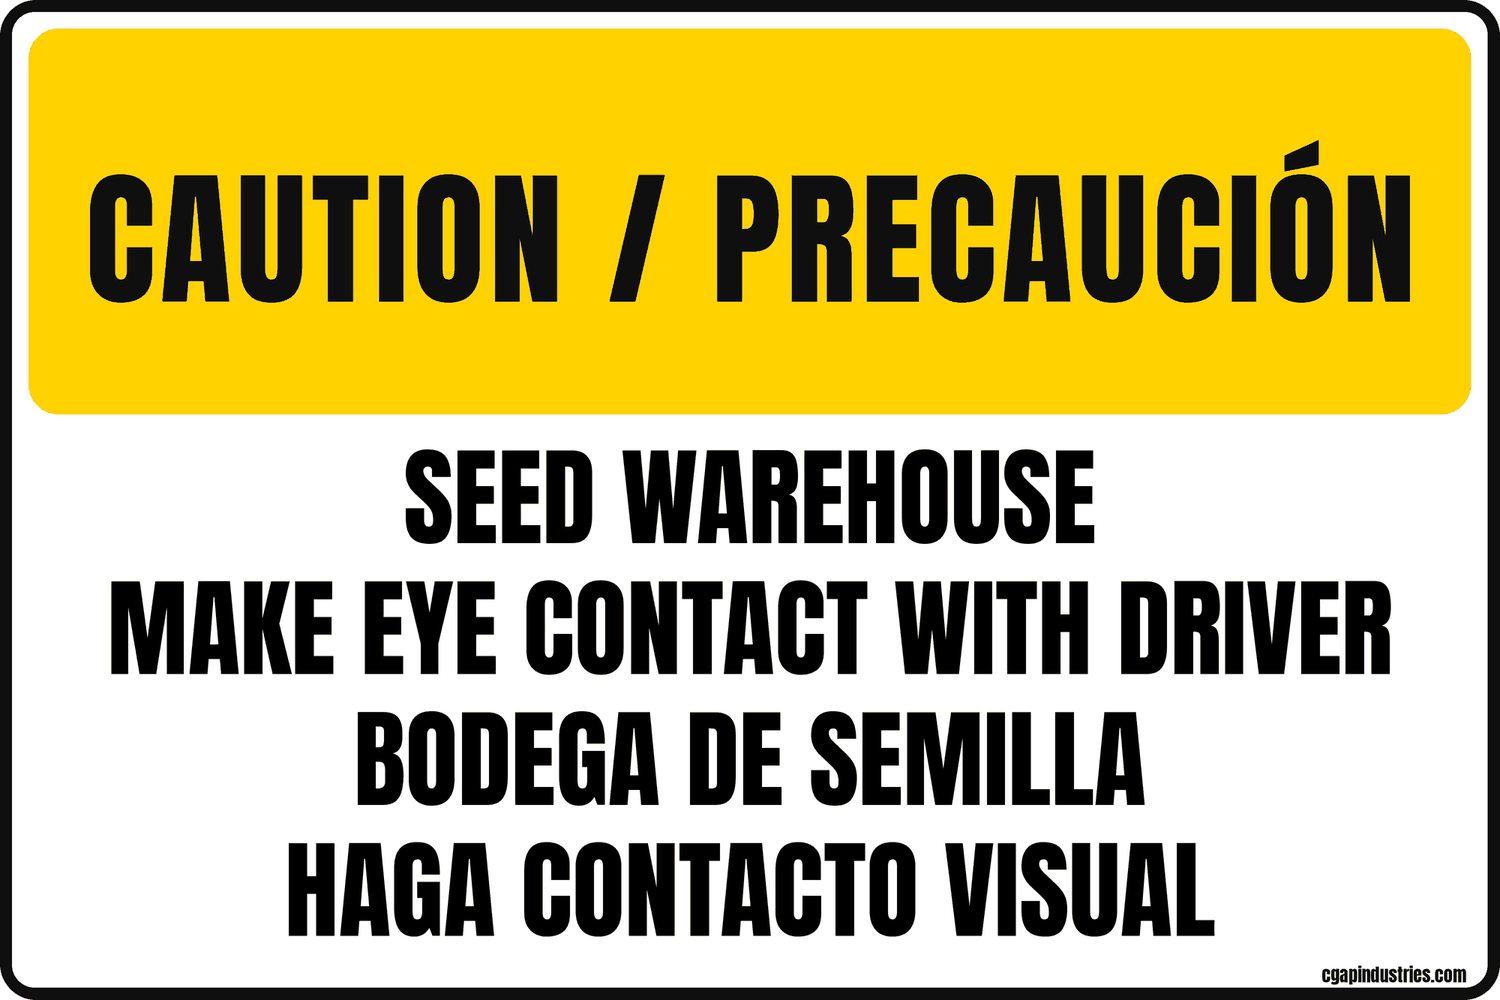 CAUTION / PRECAUCIÓN
SEED WAREHOUSE
MAKE EYE CONTACT WITH DRIVER
BODEGA DE SEMILLA
HAGA CONTACTO VISUAL
cgapindustries.com